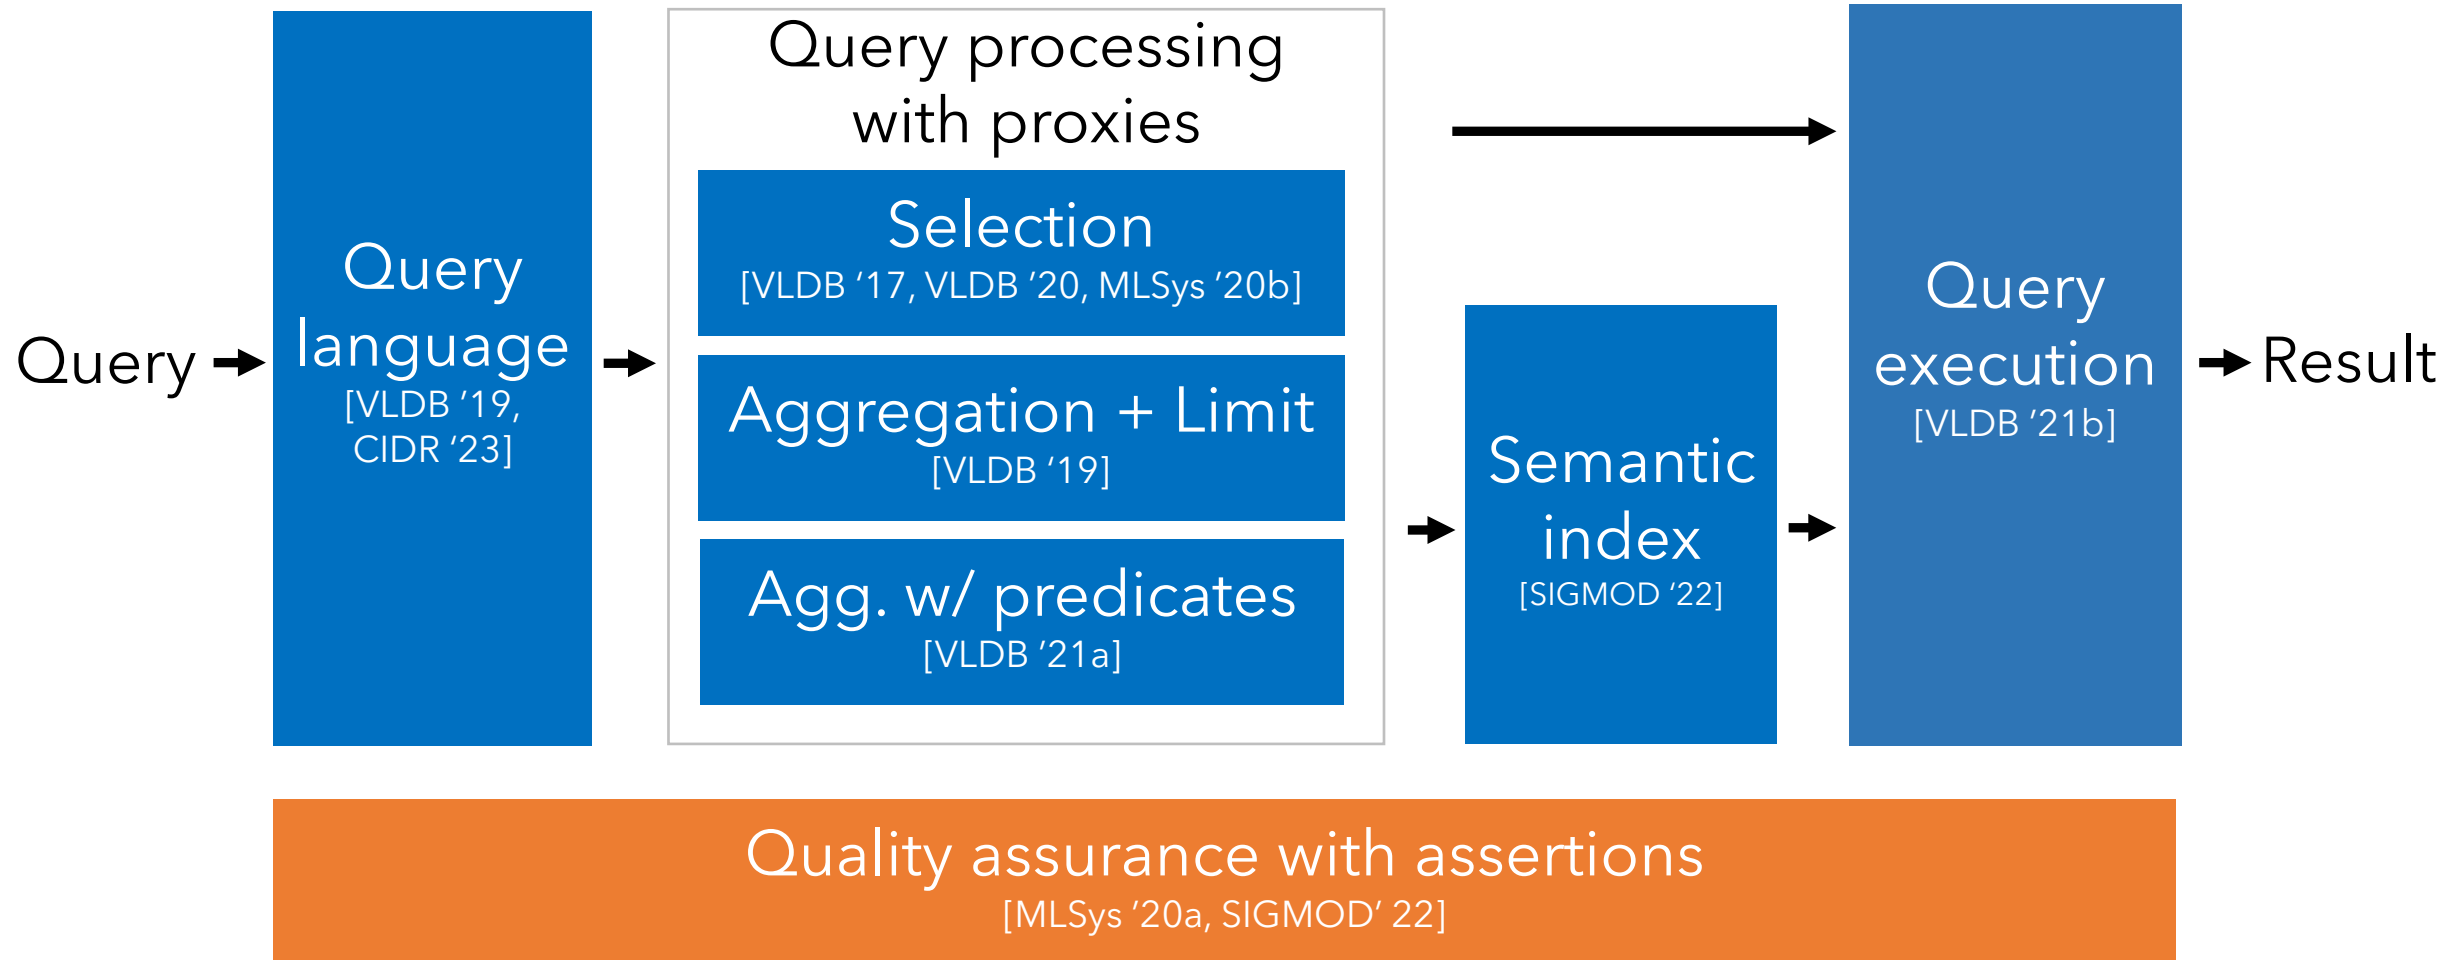 Query
Query
language
[VLDB ‘19,
CIDR ‘23]
Query processing
with proxies
Selection
[VLDB ‘17, VLDB ’20, MLSys ’20b]
Aggregation + Limit
[VLDB ‘19]
Agg. w/ predicates
[VLDB ’21a]
Semantic
index
[SIGMOD ‘22]
Query
execution
[VLDB ‘21b]
Result
Quality assurance with assertions
[MLSys ’20a, SIGMOD’ 22]